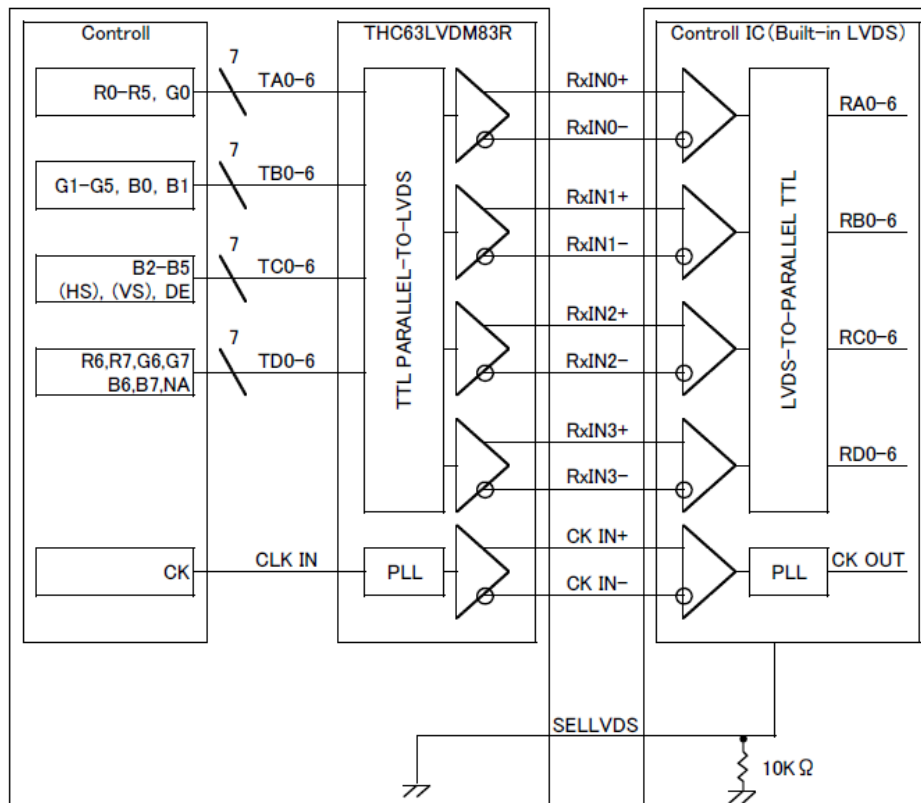 Controll
THC63LVDM83R
Controll IC(Built-in LVDS)
7
R0-R5, G0
TA0-6
RxIN0+
RxIN0-
RA0-6
7
G1-G5, B0, B1
TB0-6
RxIN1+
RxIN1-
RB0-6
7
B2-B5
(HS), (VS), DE
TC0-6
RxIN2+
RxIN2-
RC0-6
7
R6,R7,G6,G7
B6,B7,NA
TD0-6
RxIN3+
RxIN3-
RD0-6
TTL PARALLEL-TO-LVDS
LVDS-TO-PARALLEL TTL
CK
CLK IN
PLL
CK IN+
CK IN-
PLL
CK OUT
SELLVDS
10KΩ